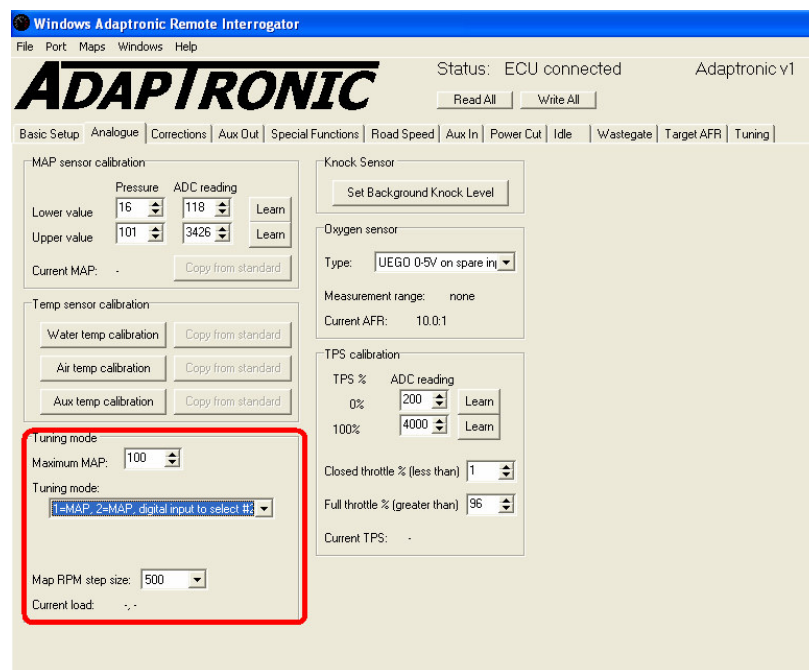 Windows Adaptronic Remote Interrogator
File Port Maps Windows Help
ADAPTRONIC
Status: ECU connected
Adaptronic v1
Read All
Write All
Basic Setup Analogue Corrections Aux Out Special Functions Road Speed Aux In Power Cut Idle Wastegate Target AFR Tuning
MAP sensor calibration
Pressure ADC reading
Lower value 16 118 Learn
Upper value 101 3426 Learn
Current MAP: - Copy from standard
Temp sensor calibration
Water temp calibration Copy from standard
Air temp calibration Copy from standard
Aux temp calibration Copy from standard
Tuning mode
Maximum MAP: 100
Tuning mode:
1=MAP, 2=MAP, digital input to select #2
Map RPM step size: 500
Current load: -, -
Knock Sensor
Set Background Knock Level
Oxygen sensor
Type: UEGO 0-5V on spare inp
Measurement range: none
Current AFR: 10.0:1
TPS calibration
TPS % ADC reading
0% 200 Learn
100% 4000 Learn
Closed throttle % (less than) 1
Full throttle % (greater than) 96
Current TPS: -